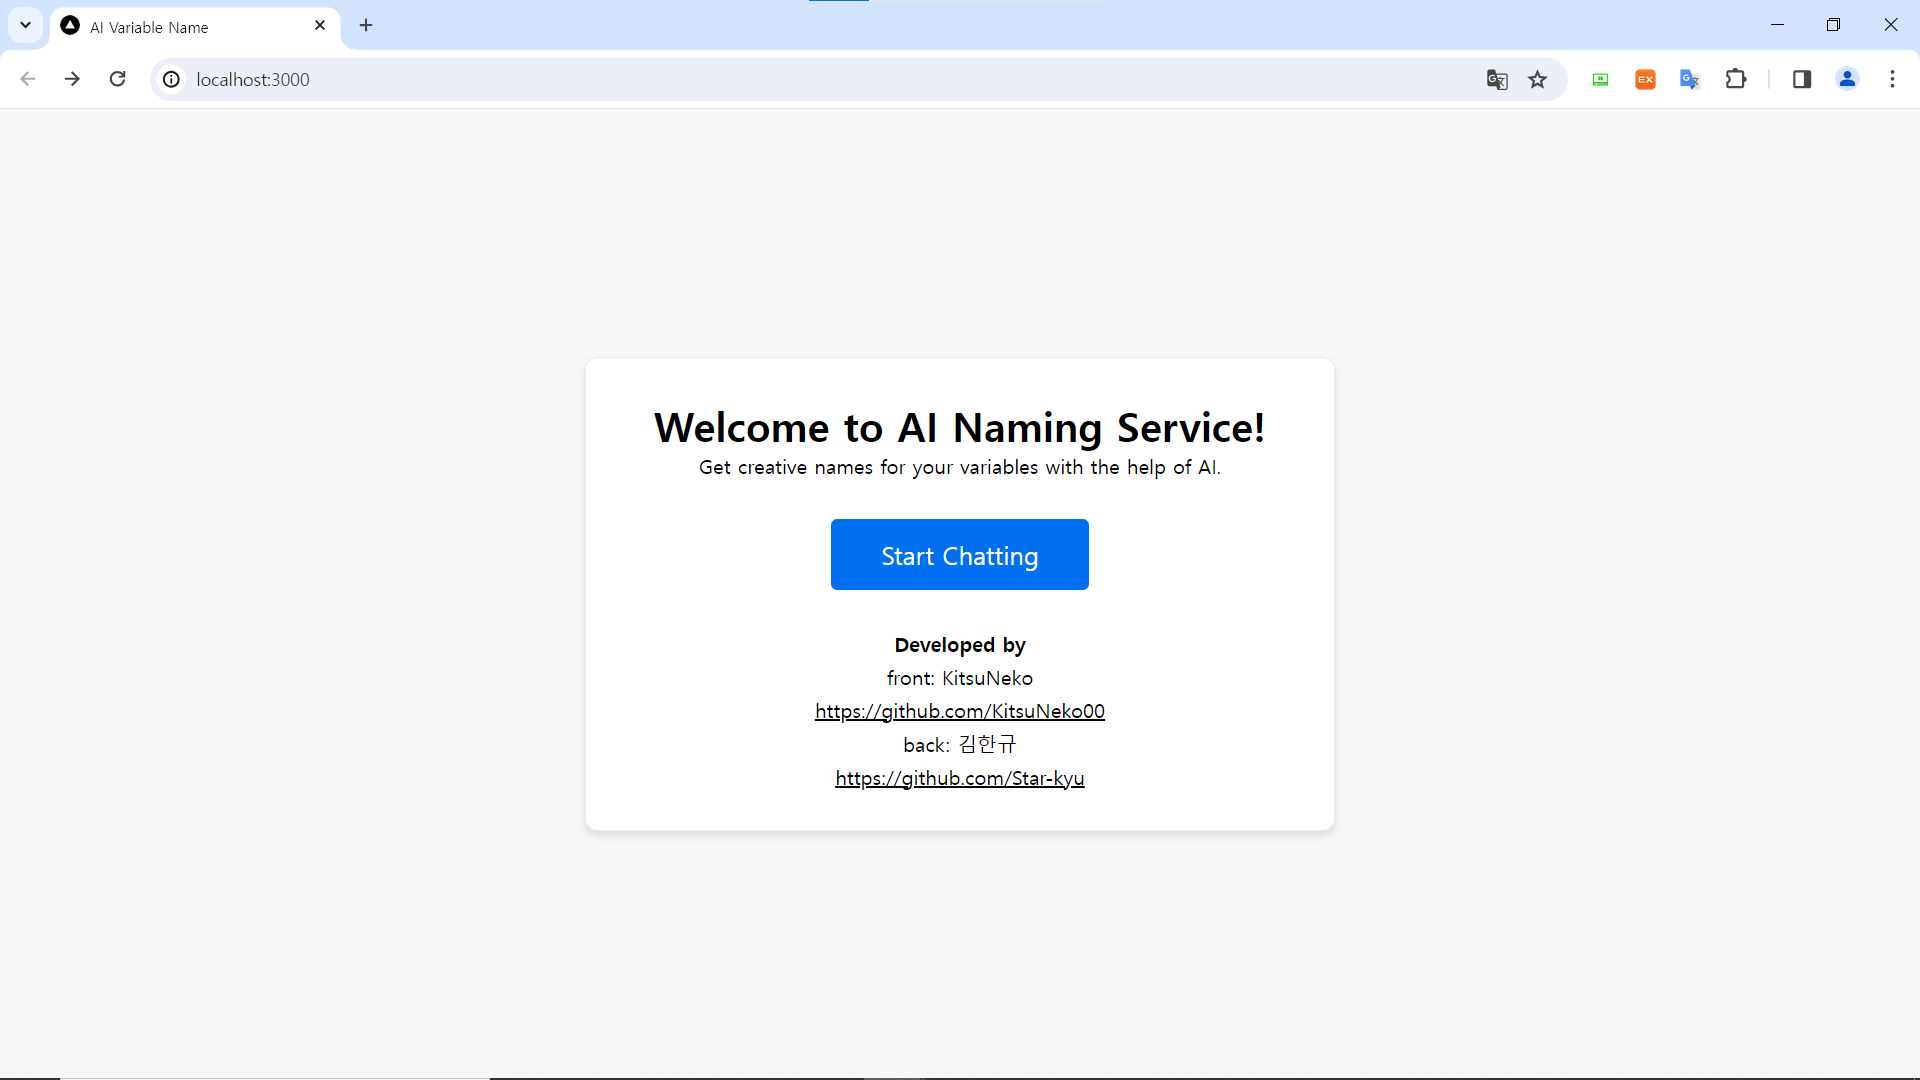 AI Variable Name
localhost:3000
EX
Welcome to AI Naming Service!
Get creative names for your variables with the help of AI.
Start Chatting
Developed by
front: KitsuNeko
https://github.com/KitsuNeko00
back: 김한규
https://github.com/Star-kyu